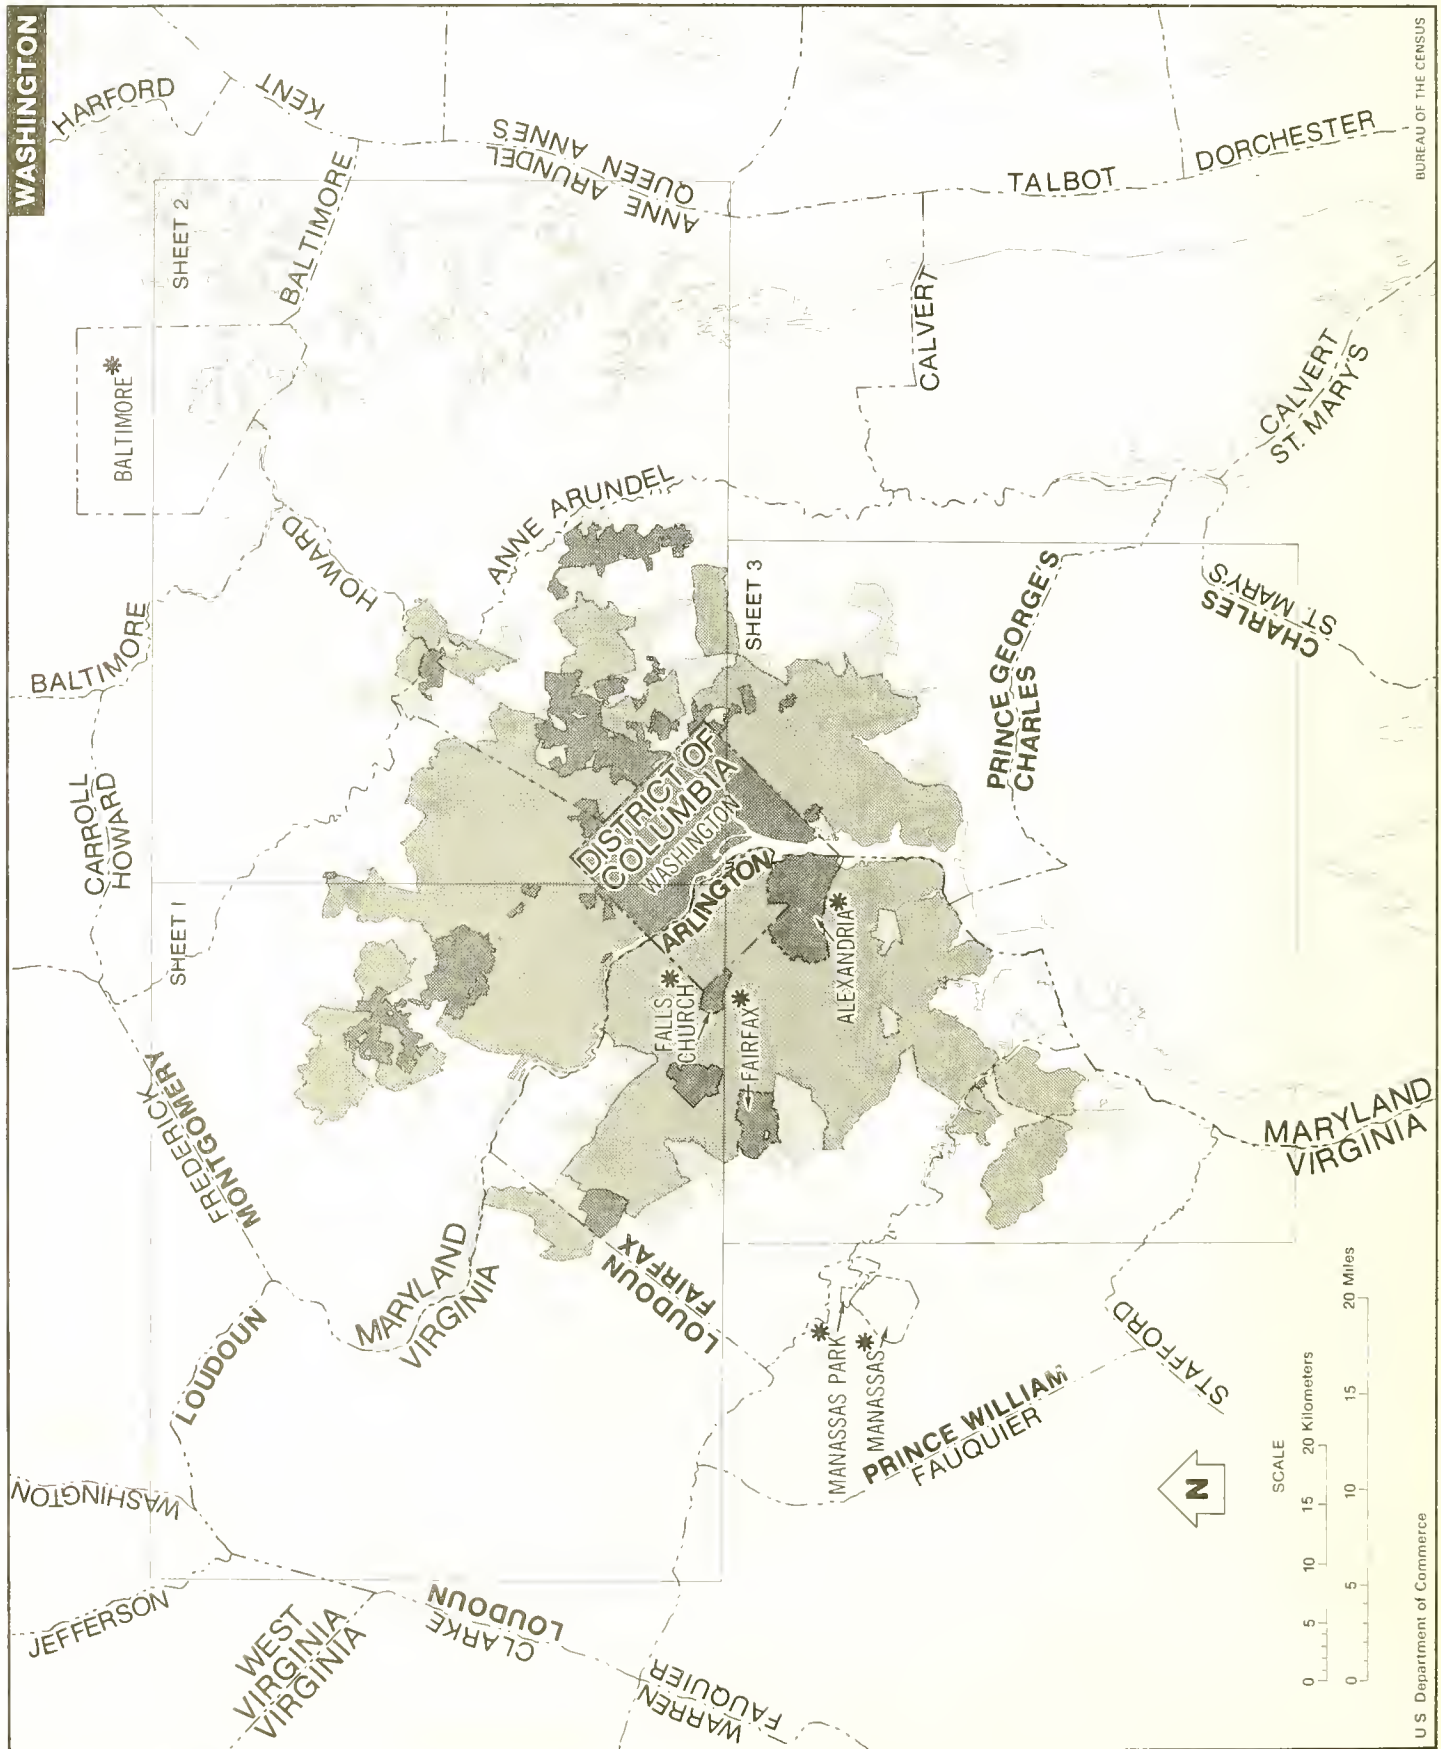 WASHINGTON
HARFORD
KENT
BALTIMORE
QUEEN ANNE'S
ANNE ARUNDEL
TALBOT
DORCHESTER
BUREAU OF THE CENSUS
SHEET 2
BALTIMORE*
CALVERT
CALVERT
ST. MARY'S
HOWARD
ANNE ARUNDEL
BALTIMORE
SHEET 3
PRINCE GEORGE'S
CHARLES
ST. MARY'S
CHARLES
CARROLL
HOWARD
DISTRICT OF
COLUMBIA
WASHINGTON
ARLINGTON
SHEET 1
FALLS
CHURCH*
FAIRFAX*
ALEXANDRIA*
FREDERICK
MONTGOMERY
MARYLAND
VIRGINIA
MARYLAND
VIRGINIA
LOUDOUN
FAIRFAX
LOUDOUN
MANASSAS PARK*
MANASSAS*
PRINCE WILLIAM
FAUQUIER
STAFFORD
WASHINGTON
JEFFERSON
WEST
VIRGINIA
VIRGINIA
CLARKE
LOUDOUN
WARREN
FAUQUIER
N
SCALE
0 5 10 15 20 Kilometers
0 5 10 15 20 Miles
U S Department of Commerce